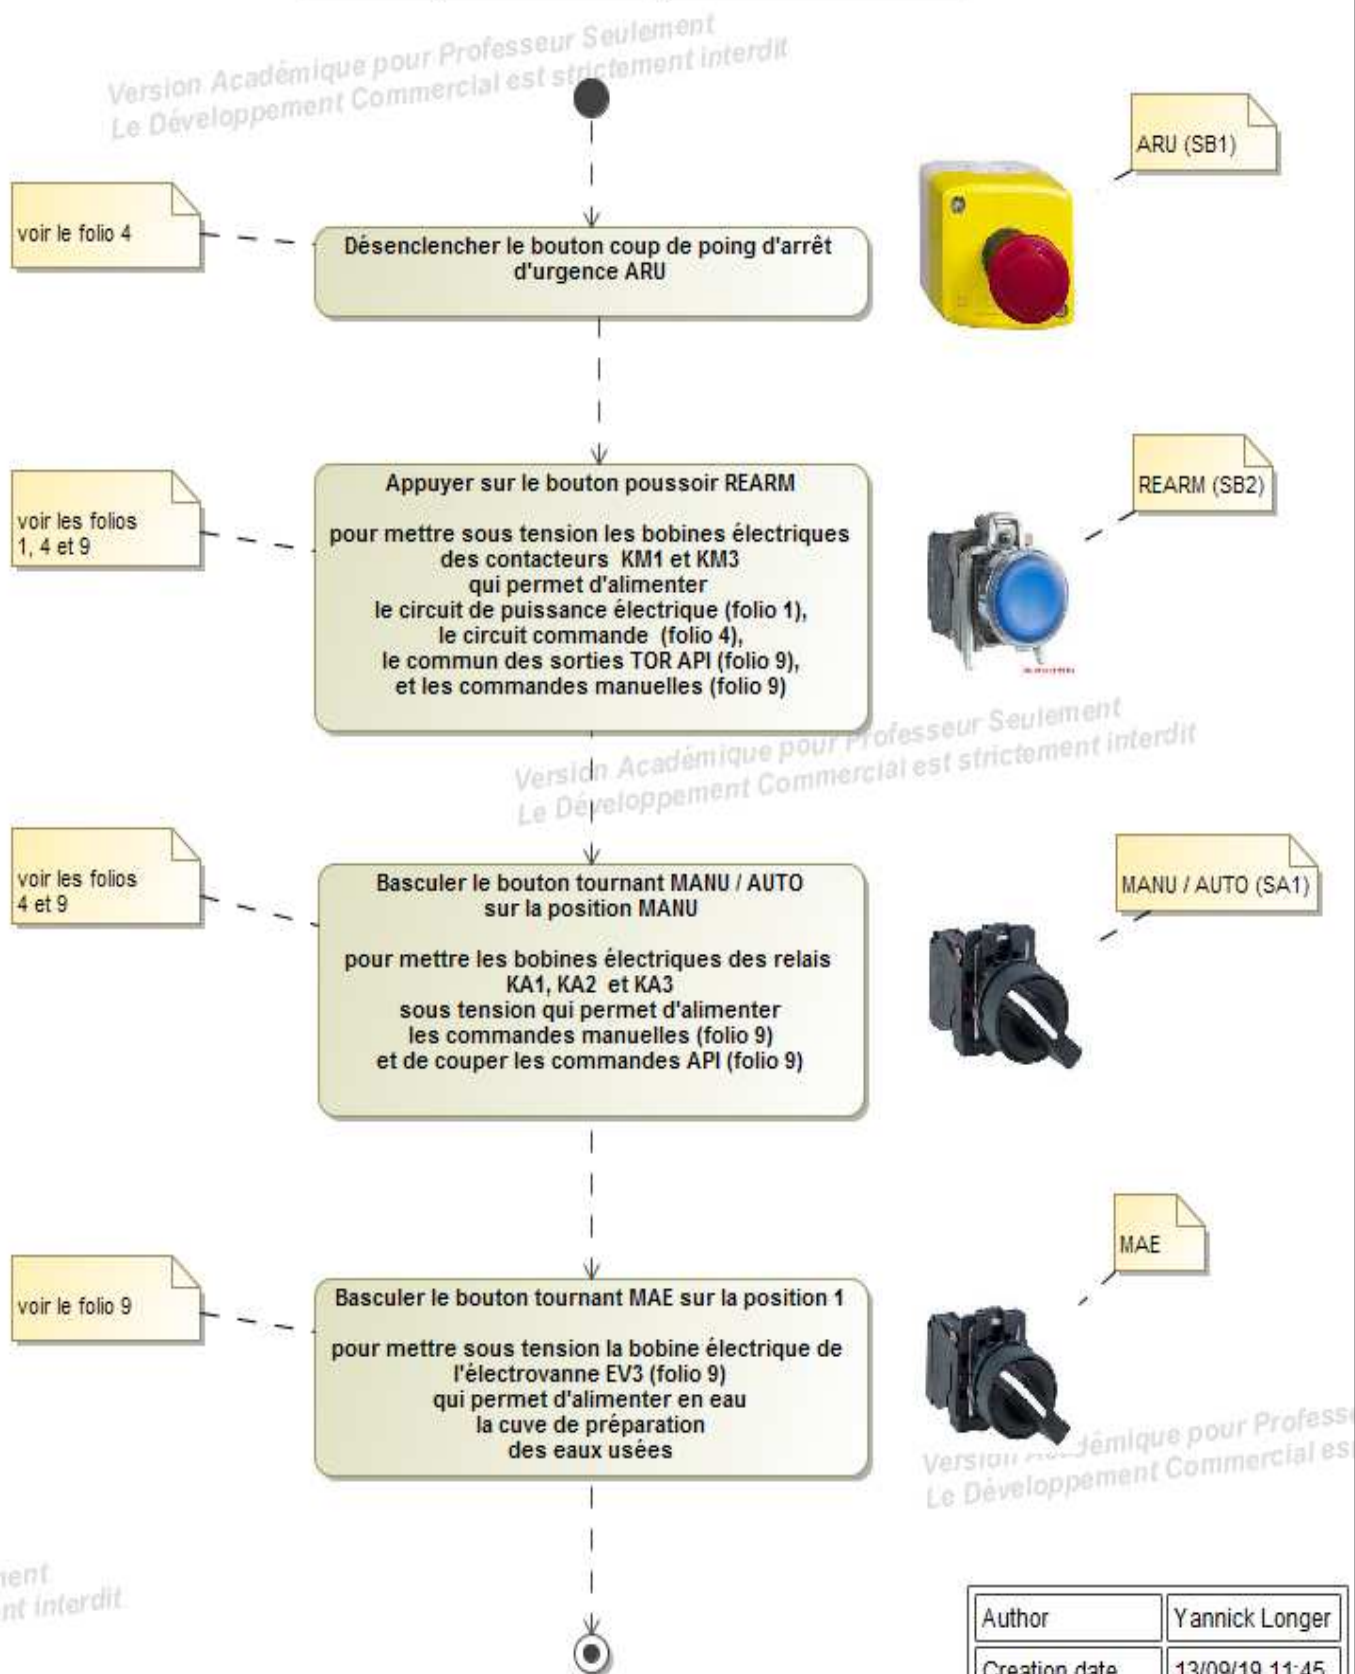 Version Académique pour Professeur Seulement
Le Développement Commercial est strictement interdit
ARU (SB1)
voir le folio 4
Désenclencher le bouton coup de poing d'arrêt
d'urgence ARU
REARM (SB2)
voir les folios
1, 4 et 9
Appuyer sur le bouton poussoir REARM
pour mettre sous tension les bobines électriques
des contacteurs KM1 et KM3
qui permet d'alimenter
le circuit de puissance électrique (folio 1),
le circuit commande (folio 4),
le commun des sorties TOR API (folio 9),
et les commandes manuelles (folio 9)
Version Académique pour Professeur Seulement
Le Développement Commercial est strictement interdit
MANU / AUTO (SA1)
voir les folios
4 et 9
Basculer le bouton tournant MANU / AUTO
sur la position MANU
pour mettre les bobines électriques des relais
KA1, KA2 et KA3
sous tension qui permet d'alimenter
les commandes manuelles (folio 9)
et de couper les commandes API (folio 9)
MAE
voir le folio 9
Basculer le bouton tournant MAE sur la position 1
pour mettre sous tension la bobine électrique de
l'électrovanne EV3 (folio 9)
qui permet d'alimenter en eau
la cuve de préparation
des eaux usées
Version Académique pour Profess
Le Développement Commercial es
ment
nt interdit
Author Yannick Longer
Creation date 13/09/19 11:45